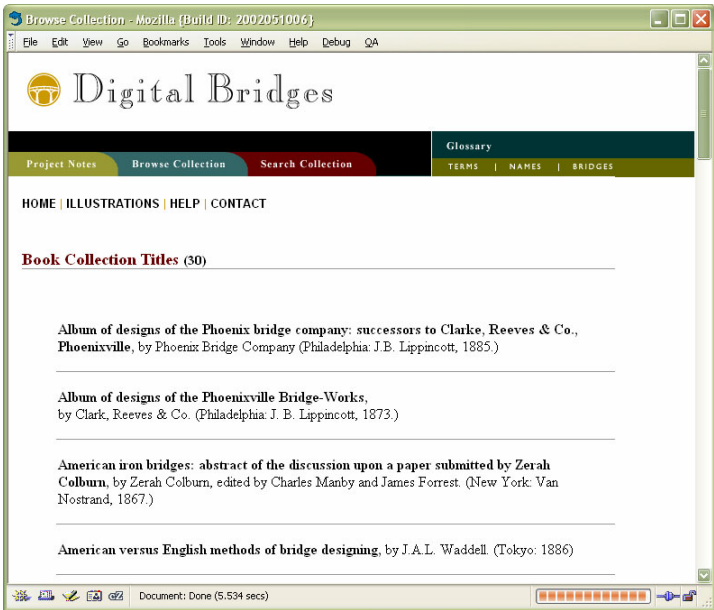 Browse Collection - Mozilla {Build ID: 2002051006}
File Edit View Go Bookmarks Tools Window Help Debug QA
Digital Bridges
Glossary
Project Notes Browse Collection Search Collection
TERMS | NAMES | BRIDGES
HOME | ILLUSTRATIONS | HELP | CONTACT
Book Collection Titles (30)
Album of designs of the Phoenix bridge company: successors to Clarke, Reeves & Co.,
Phoenixville, by Phoenix Bridge Company (Philadelphia: J.B. Lippincott, 1885.)
Album of designs of the Phoenixville Bridge-Works,
by Clark, Reeves & Co. (Philadelphia: J. B. Lippincott, 1873.)
American iron bridges: abstract of the discussion upon a paper submitted by Zerah
Colburn, by Zerah Colburn, edited by Charles Manby and James Forrest. (New York: Van
Nostrand, 1867.)
American versus English methods of bridge designing, by J.A.L. Waddell. (Tokyo: 1886)
Document: Done (5.534 secs)